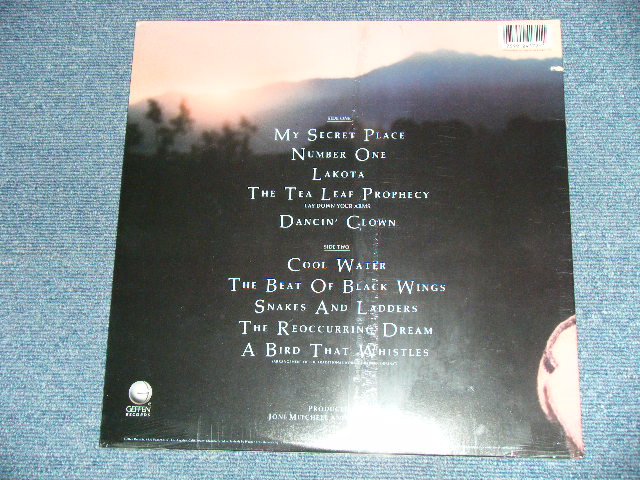 SIDE ONE
MY SECRET PLACE
NUMBER ONE
LAKOTA
THE TEA LEAF PROPHECY
LAY DOWN YOUR ARMS
DANCIN' CLOWN
SIDE TWO
COOL WATER
THE BEAT OF BLACK WINGS
SNAKES AND LADDERS
THE REOCCURRING DREAM
A BIRD THAT WHISTLES
GEFFEN
RECORDS
JONI MITCHELL